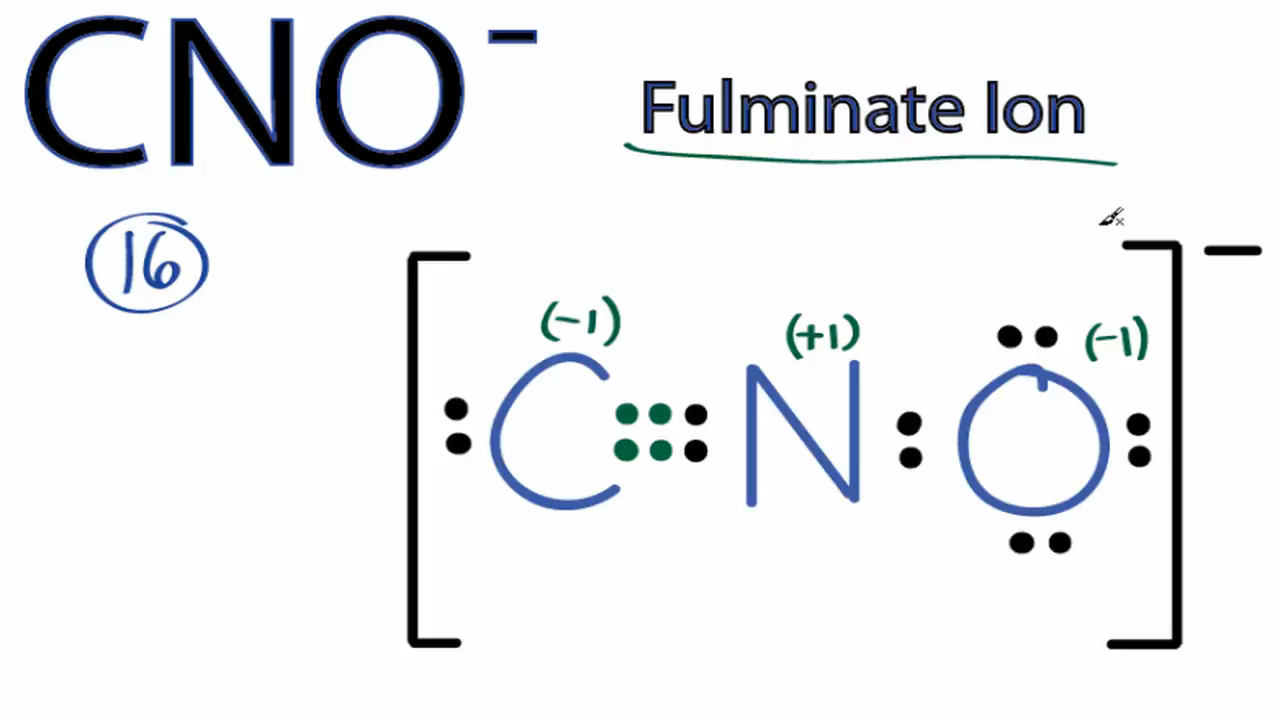 CNO⁻
Fulminate Ion
16
(-1) (+1) (-1)
[:C:::N:O:]⁻